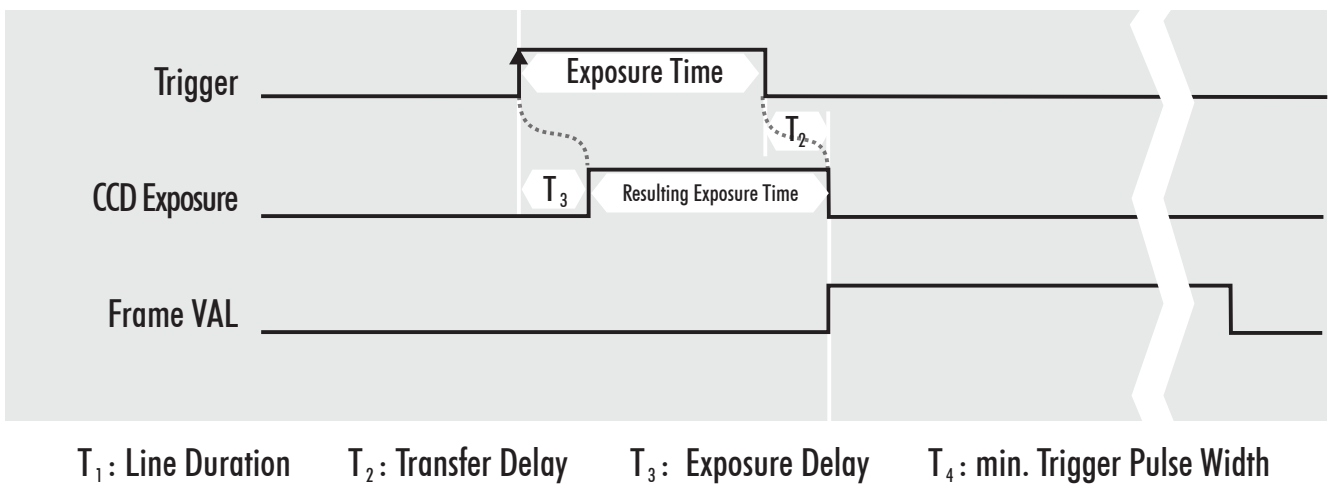 Trigger
Exposure Time
T₂
CCD Exposure
T₃
Resulting Exposure Time
Frame VAL
T₁: Line Duration T₂: Transfer Delay T₃: Exposure Delay T₄: min. Trigger Pulse Width